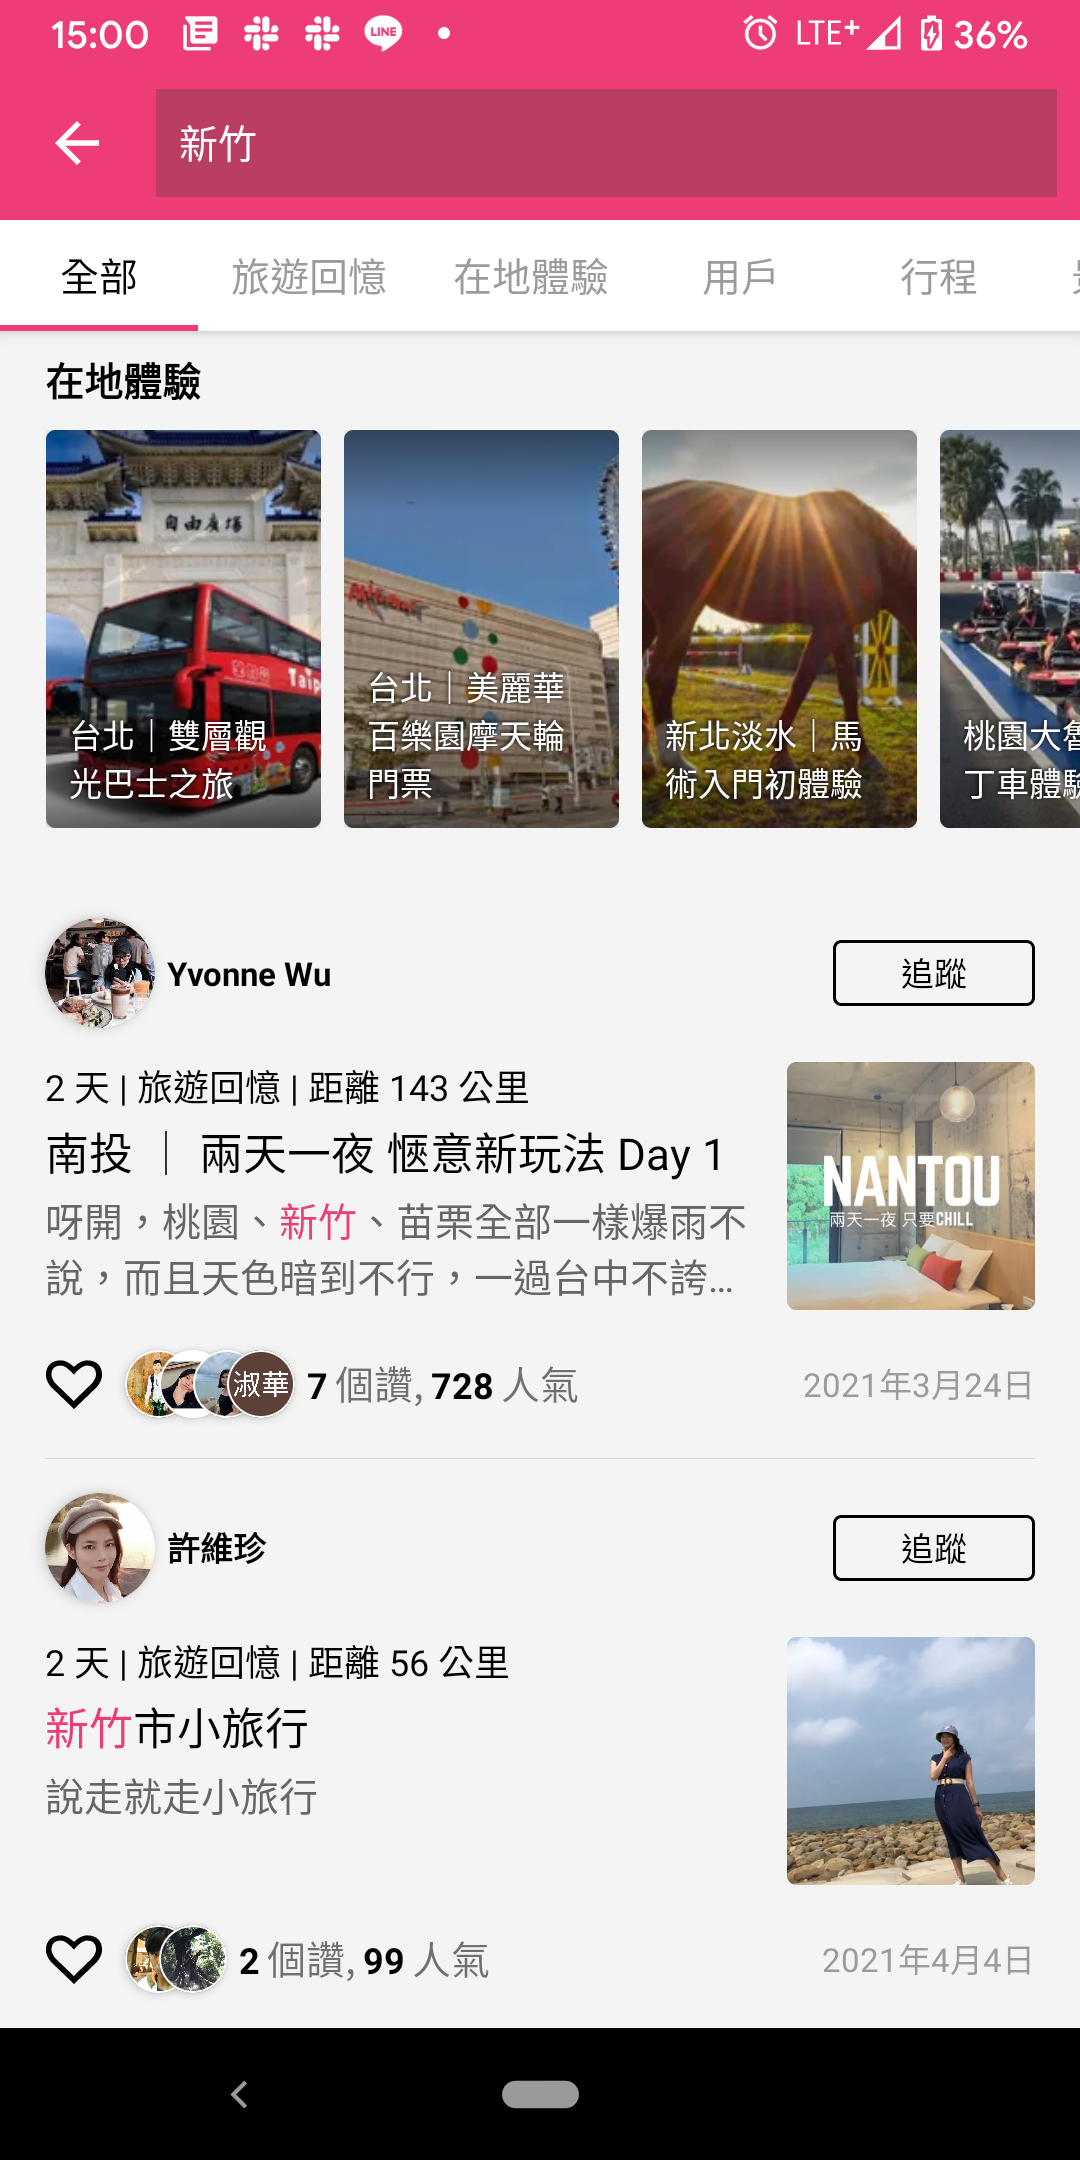 15:00 LINE LTE+ 36%
新竹
全部 旅遊回憶 在地體驗 用戶 行程
在地體驗
自由廣場
Taip
台北｜雙層觀
光巴士之旅
台北｜美麗華
百樂園摩天輪
門票
新北淡水｜馬
術入門初體驗
桃園大魯
丁車體驗
Yvonne Wu
追蹤
2 天 | 旅遊回憶 | 距離 143 公里
南投 ｜ 兩天一夜 愜意新玩法 Day 1
呀開，桃園、新竹、苗栗全部一樣爆雨不
說，而且天色暗到不行，一過台中不誇...
NANTOU
兩天一夜 只要CHILL
淑華
7 個讚, 728 人氣
2021年3月24日
許維珍
追蹤
2 天 | 旅遊回憶 | 距離 56 公里
新竹市小旅行
說走就走小旅行
2 個讚, 99 人氣
2021年4月4日